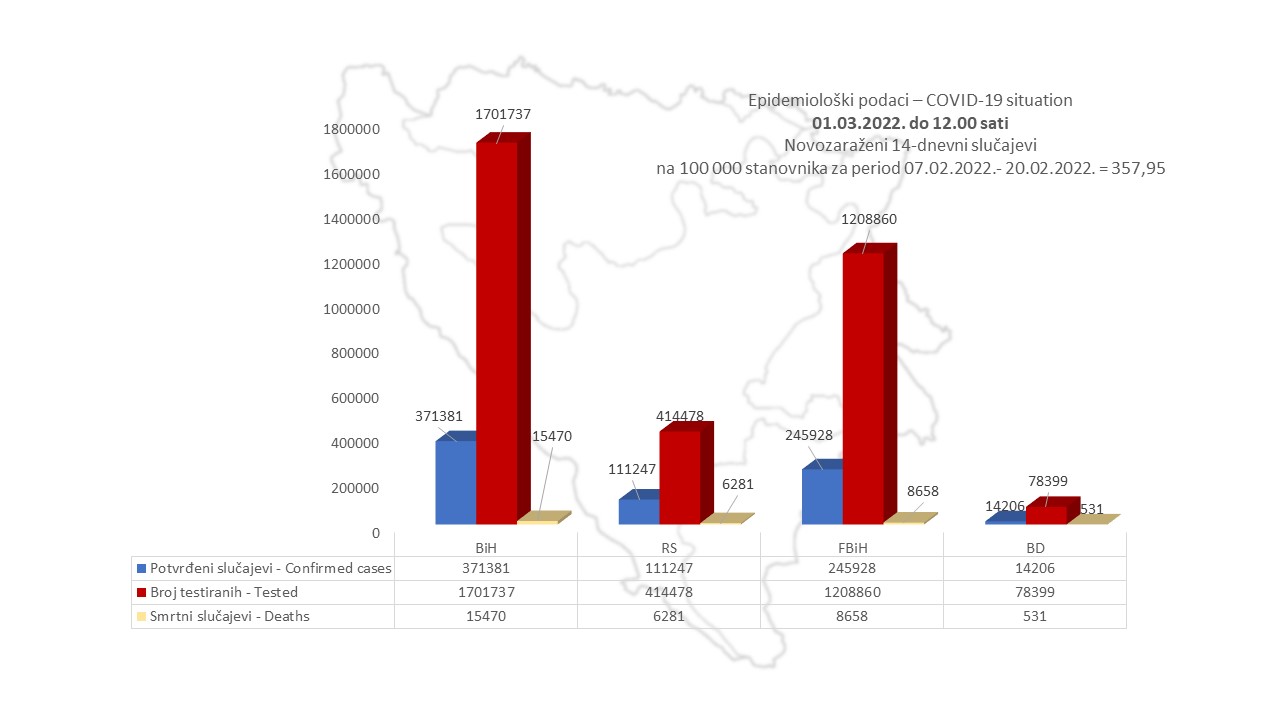 Epidemiološki podaci – COVID-19 situation
01.03.2022. do 12.00 sati
Novozaraženi 14-dnevni slučajevi
na 100 000 stanovnika za period 07.02.2022.- 20.02.2022. = 357,95
1800000
1600000
1400000
1200000
1000000
800000
600000
400000
200000
0
371381
1701737
15470
111247
414478
6281
245928
1208860
8658
14206
78399
531
BiH RS FBiH BD
Potvrđeni slučajevi - Confirmed cases 371381 111247 245928 14206
Broj testiranih - Tested 1701737 414478 1208860 78399
Smrtni slučajevi - Deaths 15470 6281 8658 531